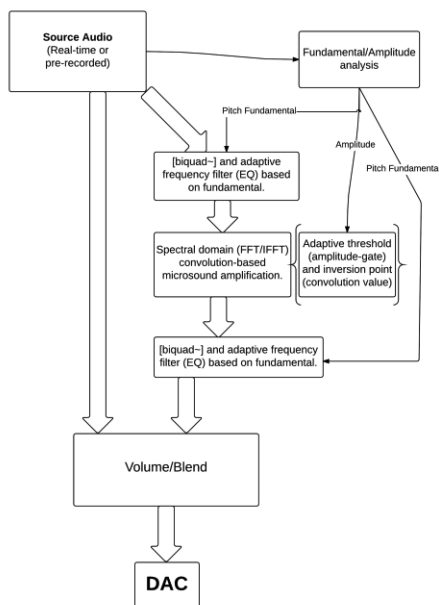 Source Audio
(Real-time or
pre-recorded)
Fundamental/Amplitude
analysis
Pitch Fundamental
Amplitude
Pitch Fundamenta
[biquad~] and adaptive
frequency filter (EQ) based
on fundamental.
Spectral domain (FFT/IFFT)
convolution-based
microsound amplification.
Adaptive threshold
(amplitude-gate)
and inversion point
(convolution value)
[biquad~] and adaptive frequency
filter (EQ) based on fundamental.
Volume/Blend
DAC